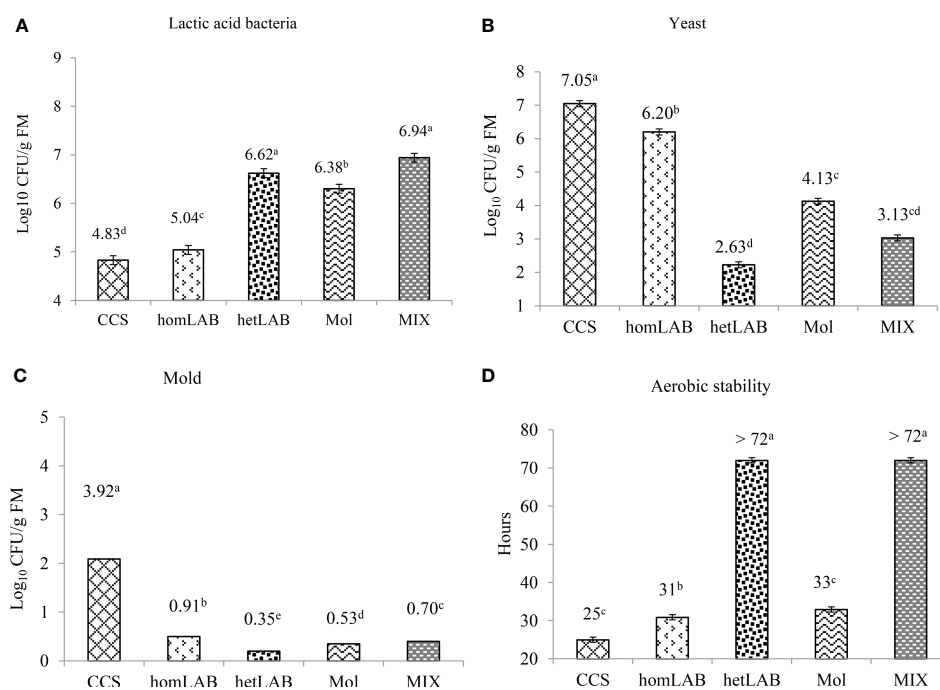 A
Lactic acid bacteria
Log10 CFU/g FM
9
8
7
6
5
4
4.83ᵈ
5.04ᶜ
6.62ᵃ
6.38ᵇ
6.94ᵃ
CCS homLAB hetLAB Mol MIX
B
Yeast
Log₁₀ CFU/g FM
8
7
6
5
4
3
2
1
7.05ᵃ
6.20ᵇ
2.63ᵈ
4.13ᶜ
3.13ᶜᵈ
CCS homLAB hetLAB Mol MIX
C
Mold
Log₁₀ CFU/g FM
5
4
3
2
1
0
3.92ᵃ
0.91ᵇ
0.35ᵉ
0.53ᵈ
0.70ᶜ
CCS homLAB hetLAB Mol MIX
D
Aerobic stability
Hours
80
70
60
50
40
30
20
25ᶜ
31ᵇ
> 72ᵃ
33ᶜ
> 72ᵃ
CCS homLAB hetLAB Mol MIX